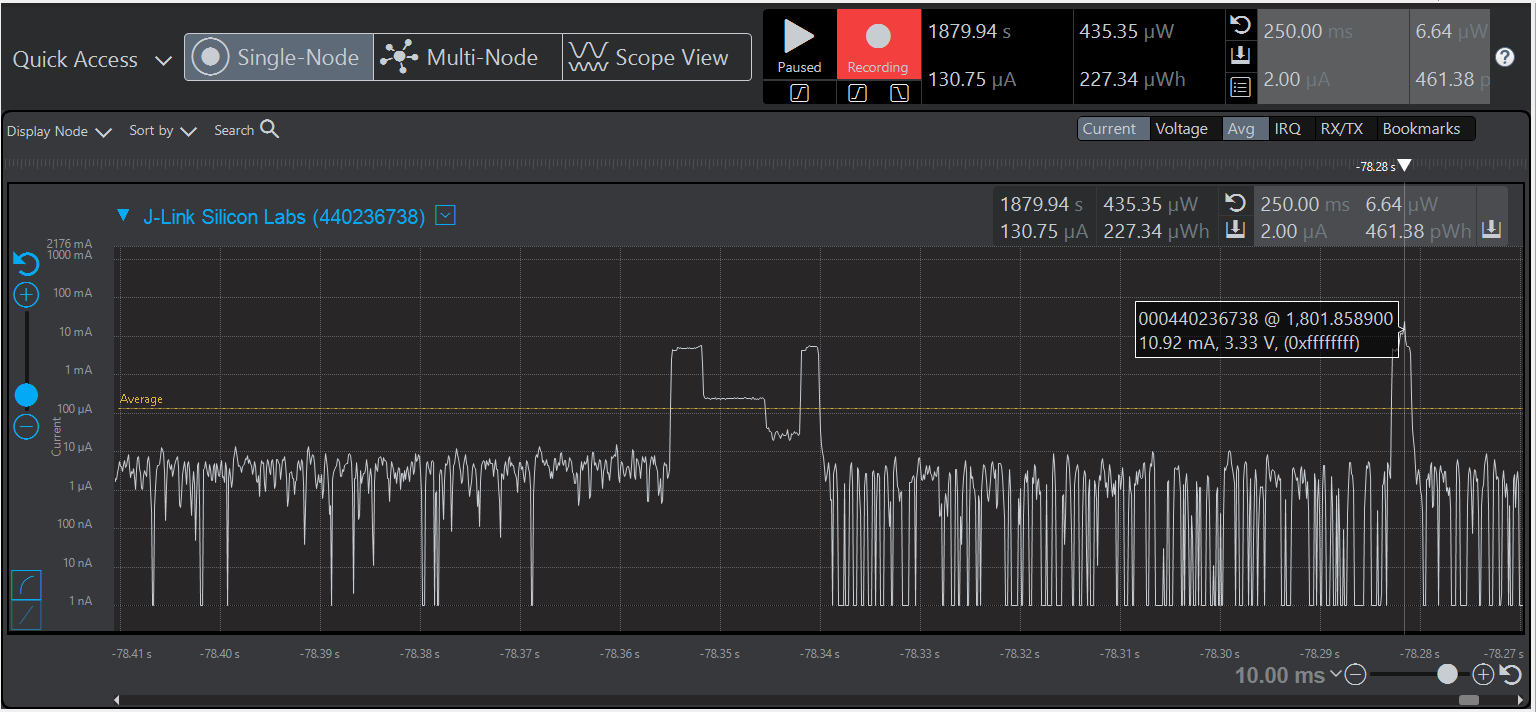 Quick Access
Single-Node
Multi-Node
Scope View
Paused
Recording
1879.94 s
130.75 µA
435.35 µW
227.34 µWh
250.00 ms
2.00 µA
6.64 µW
461.38 p
?
Display Node
Sort by
Search
Current
Voltage
Avg
IRQ
RX/TX
Bookmarks
-78.28 s
J-Link Silicon Labs (440236738)
1879.94 s
130.75 µA
435.35 µW
227.34 µWh
250.00 ms
2.00 µA
6.64 µW
461.38 pWh
2176 mA
1000 mA
100 mA
10 mA
1 mA
100 µA
10 µA
1 µA
100 nA
10 nA
1 nA
Current
Average
000440236738 @ 1,801.858900
10.92 mA, 3.33 V, (0xffffffff)
-78.41 s
-78.40 s
-78.39 s
-78.38 s
-78.37 s
-78.36 s
-78.35 s
-78.34 s
-78.33 s
-78.32 s
-78.31 s
-78.30 s
-78.29 s
-78.28 s
-78.27 s
10.00 ms